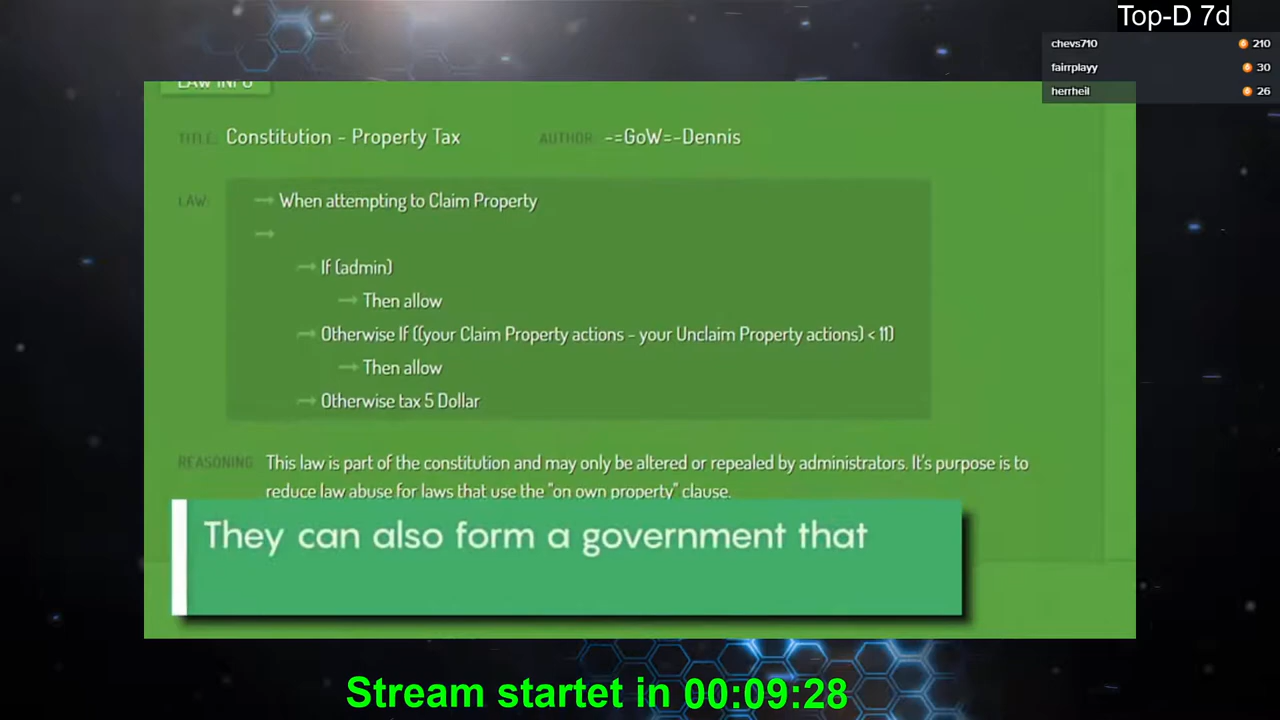 Top-D 7d
chevs710 210
fairrplayy 30
herrheil 26
LAW INFO
TITLE: Constitution - Property Tax AUTHOR: -=GoW=-Dennis
LAW: When attempting to Claim Property
If (admin)
Then allow
Otherwise If ((your Claim Property actions - your Unclaim Property actions) < 11)
Then allow
Otherwise tax 5 Dollar
REASONING This law is part of the constitution and may only be altered or repealed by administrators. It's purpose is to
reduce law abuse for laws that use the "on own property" clause.
They can also form a government that
Stream startet in 00:09:28